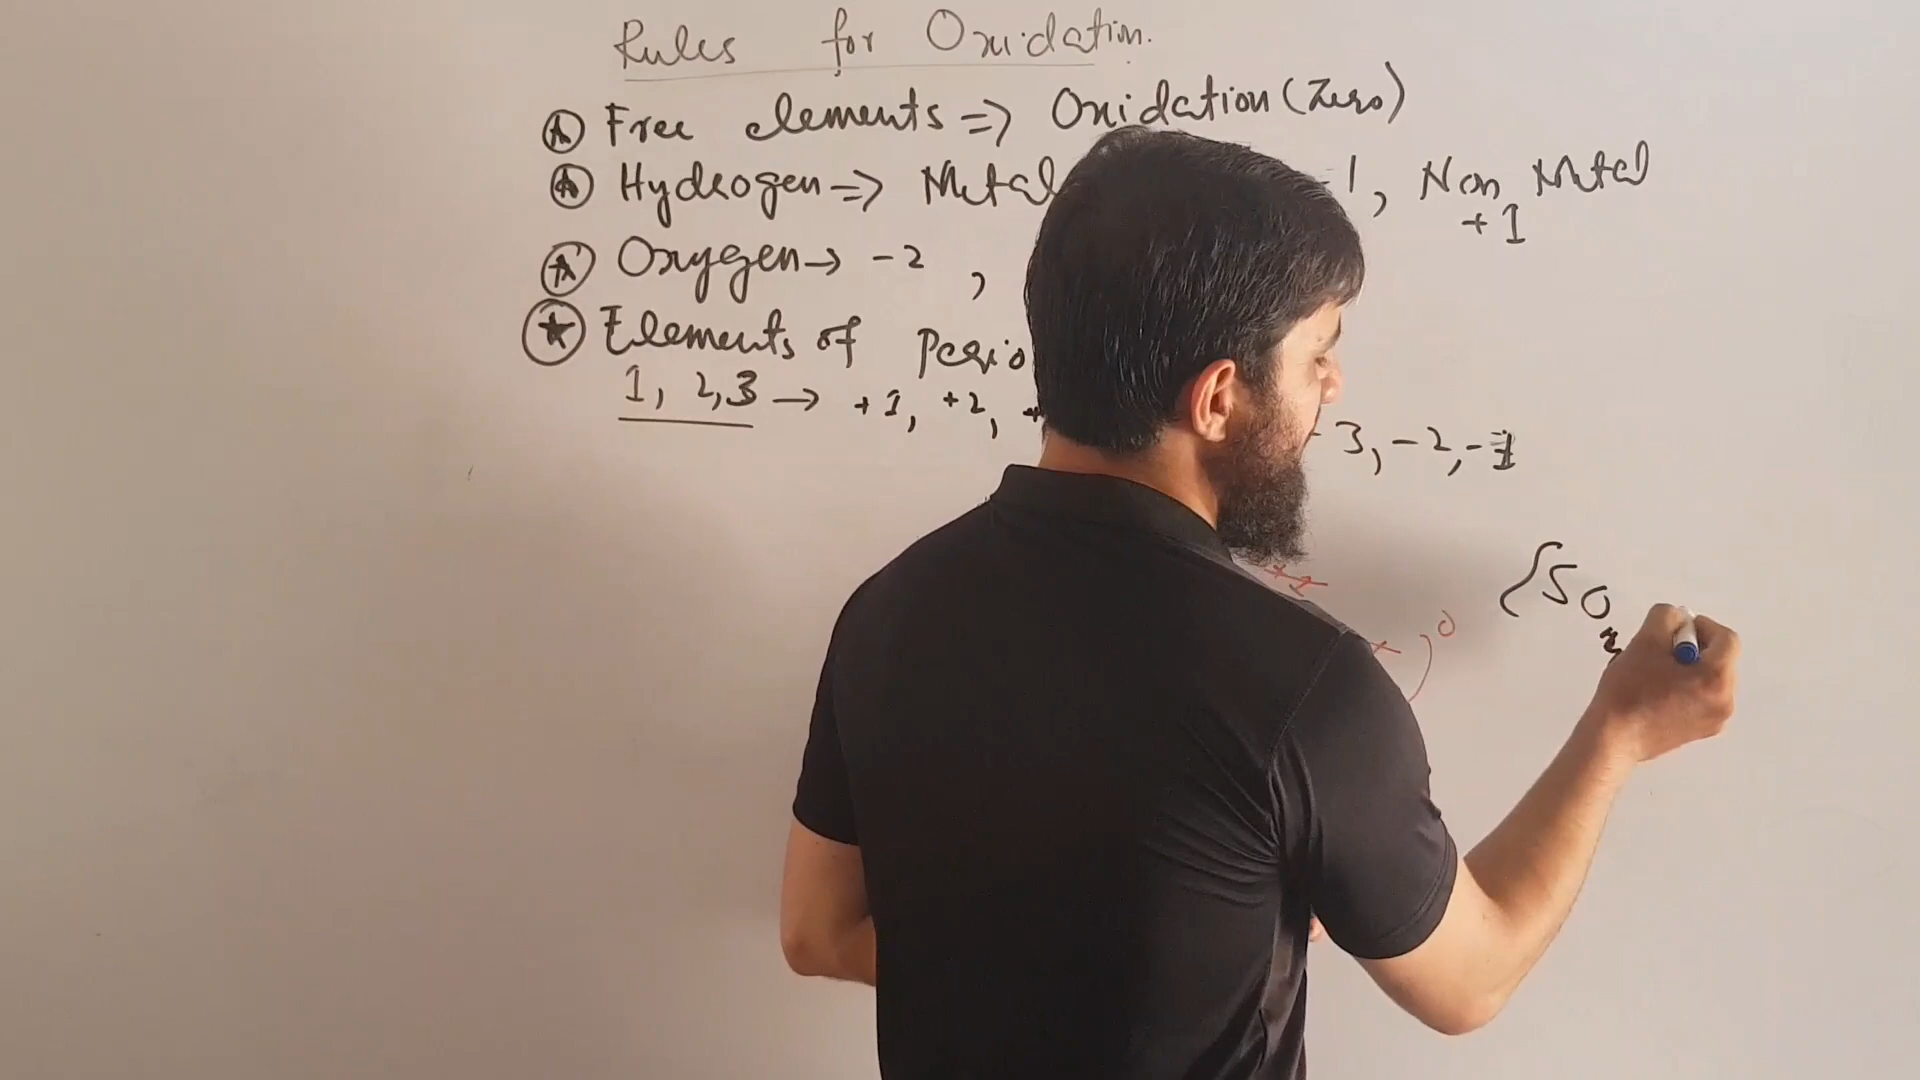 Rules for Oxidation.
Free elements => Oxidation (Zero)
Hydrogen => Metal -1, Non Metal
+1
Oxygen → -2 ,
Elements of
1, 2, 3 → +1, +2, +
-3, -2, -1
0
(SO